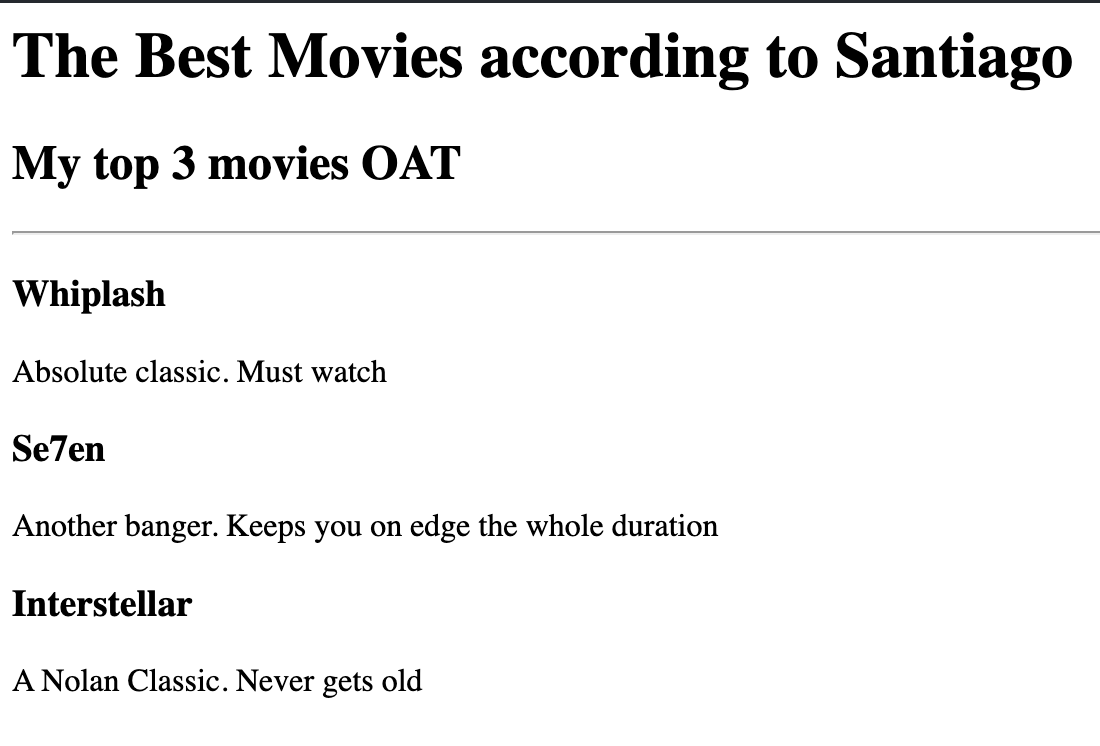 The Best Movies according to Santiago
My top 3 movies OAT
Whiplash
Absolute classic. Must watch
Se7en
Another banger. Keeps you on edge the whole duration
Interstellar
A Nolan Classic. Never gets old